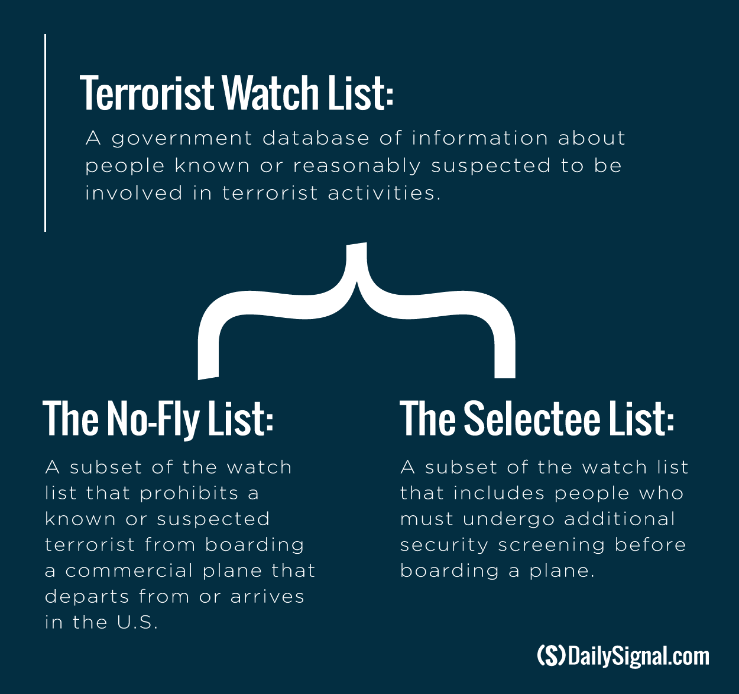 Terrorist Watch List:
A government database of information about
people known or reasonably suspected to be
involved in terrorist activities.
The No-Fly List:
A subset of the watch
list that prohibits a
known or suspected
terrorist from boarding
a commercial plane that
departs from or arrives
in the U.S.
The Selectee List:
A subset of the watch list
that includes people who
must undergo additional
security screening before
boarding a plane.
(S) DailySignal.com